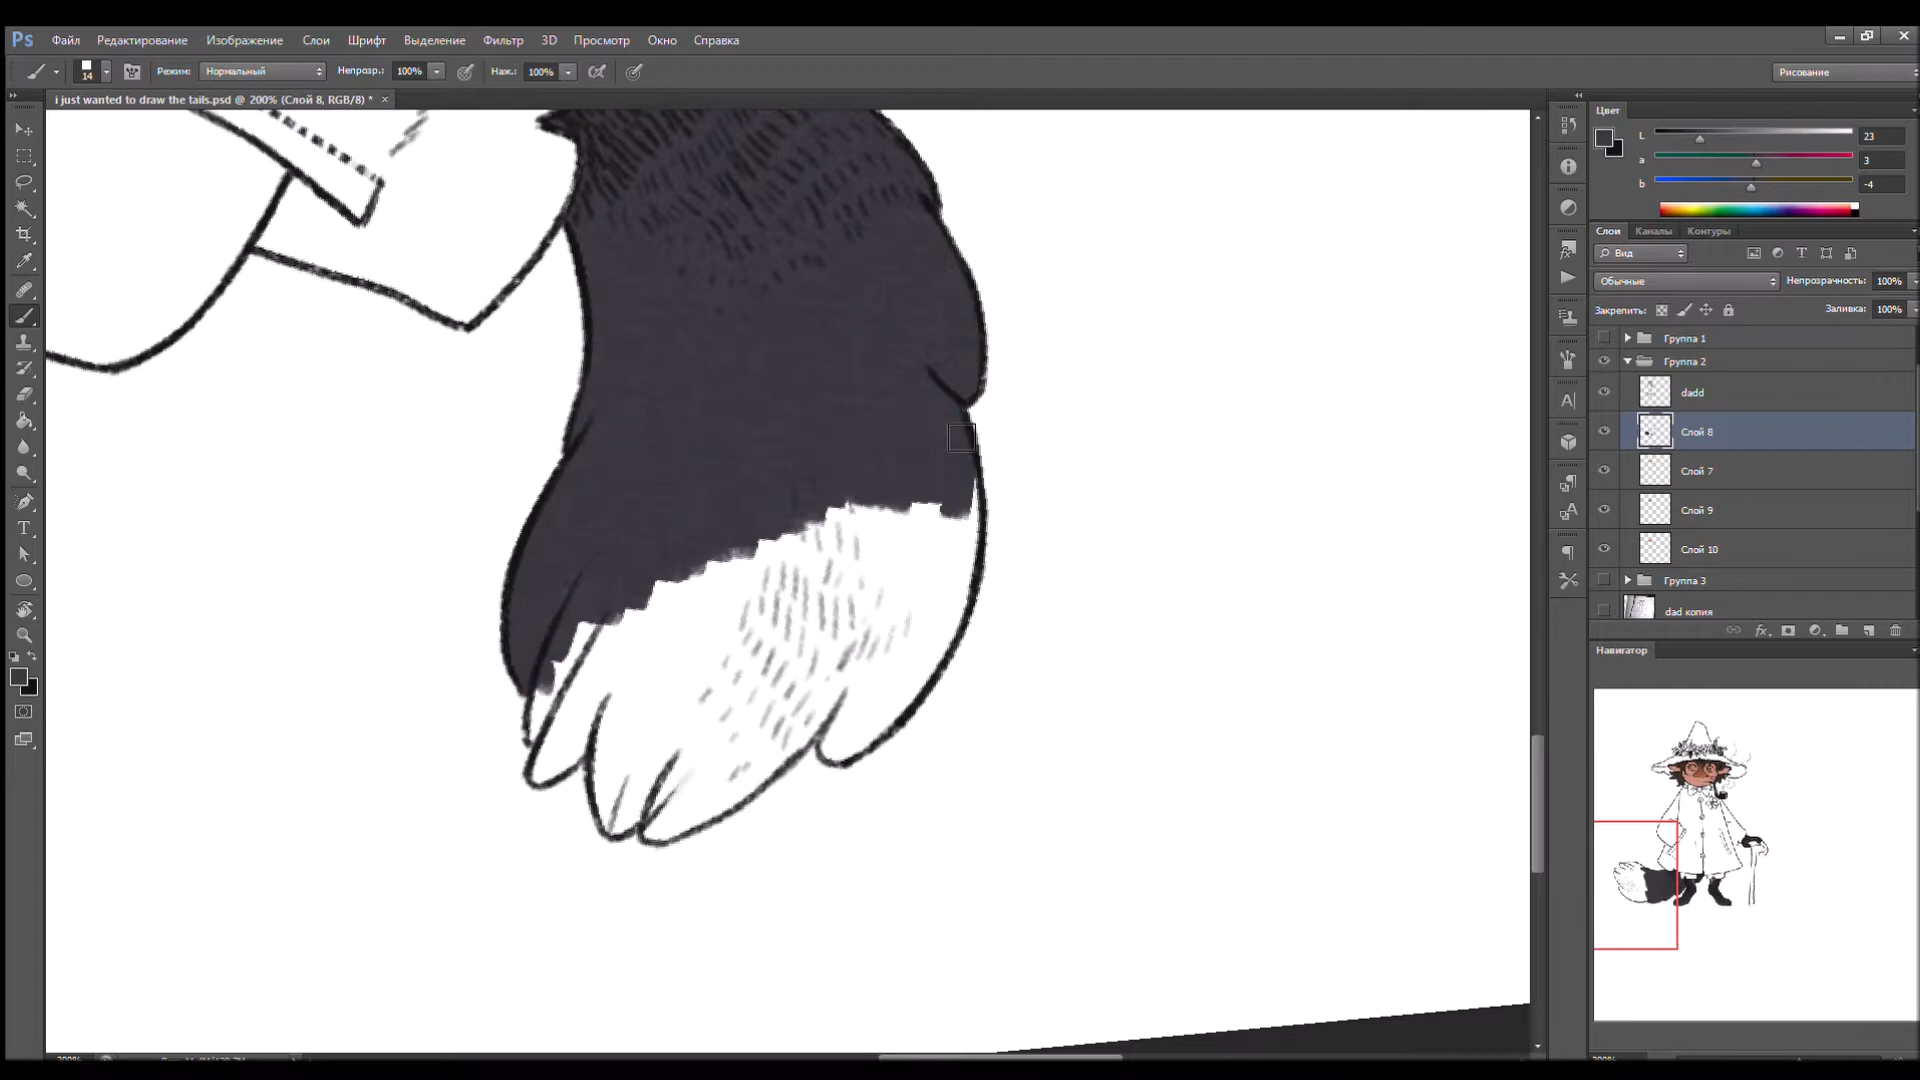 Ps Файл Редактирование Изображение Слои Шрифт Выделение Фильтр 3D Просмотр Окно Справка
14 Режим: Нормальный Непрозр.: 100% Наж.: 100% Рисование
i just wanted to draw the tails.psd @ 200% (Слой 8, RGB/8) * ×
Цвет
L 23
a 3
b -4
Слои Каналы Контуры
Вид
Обычные Непрозрачность: 100%
Закрепить: Заливка: 100%
Группа 1
Группа 2
dadd
Слой 8
Слой 7
Слой 9
Слой 10
Группа 3
dad копия
Навигатор